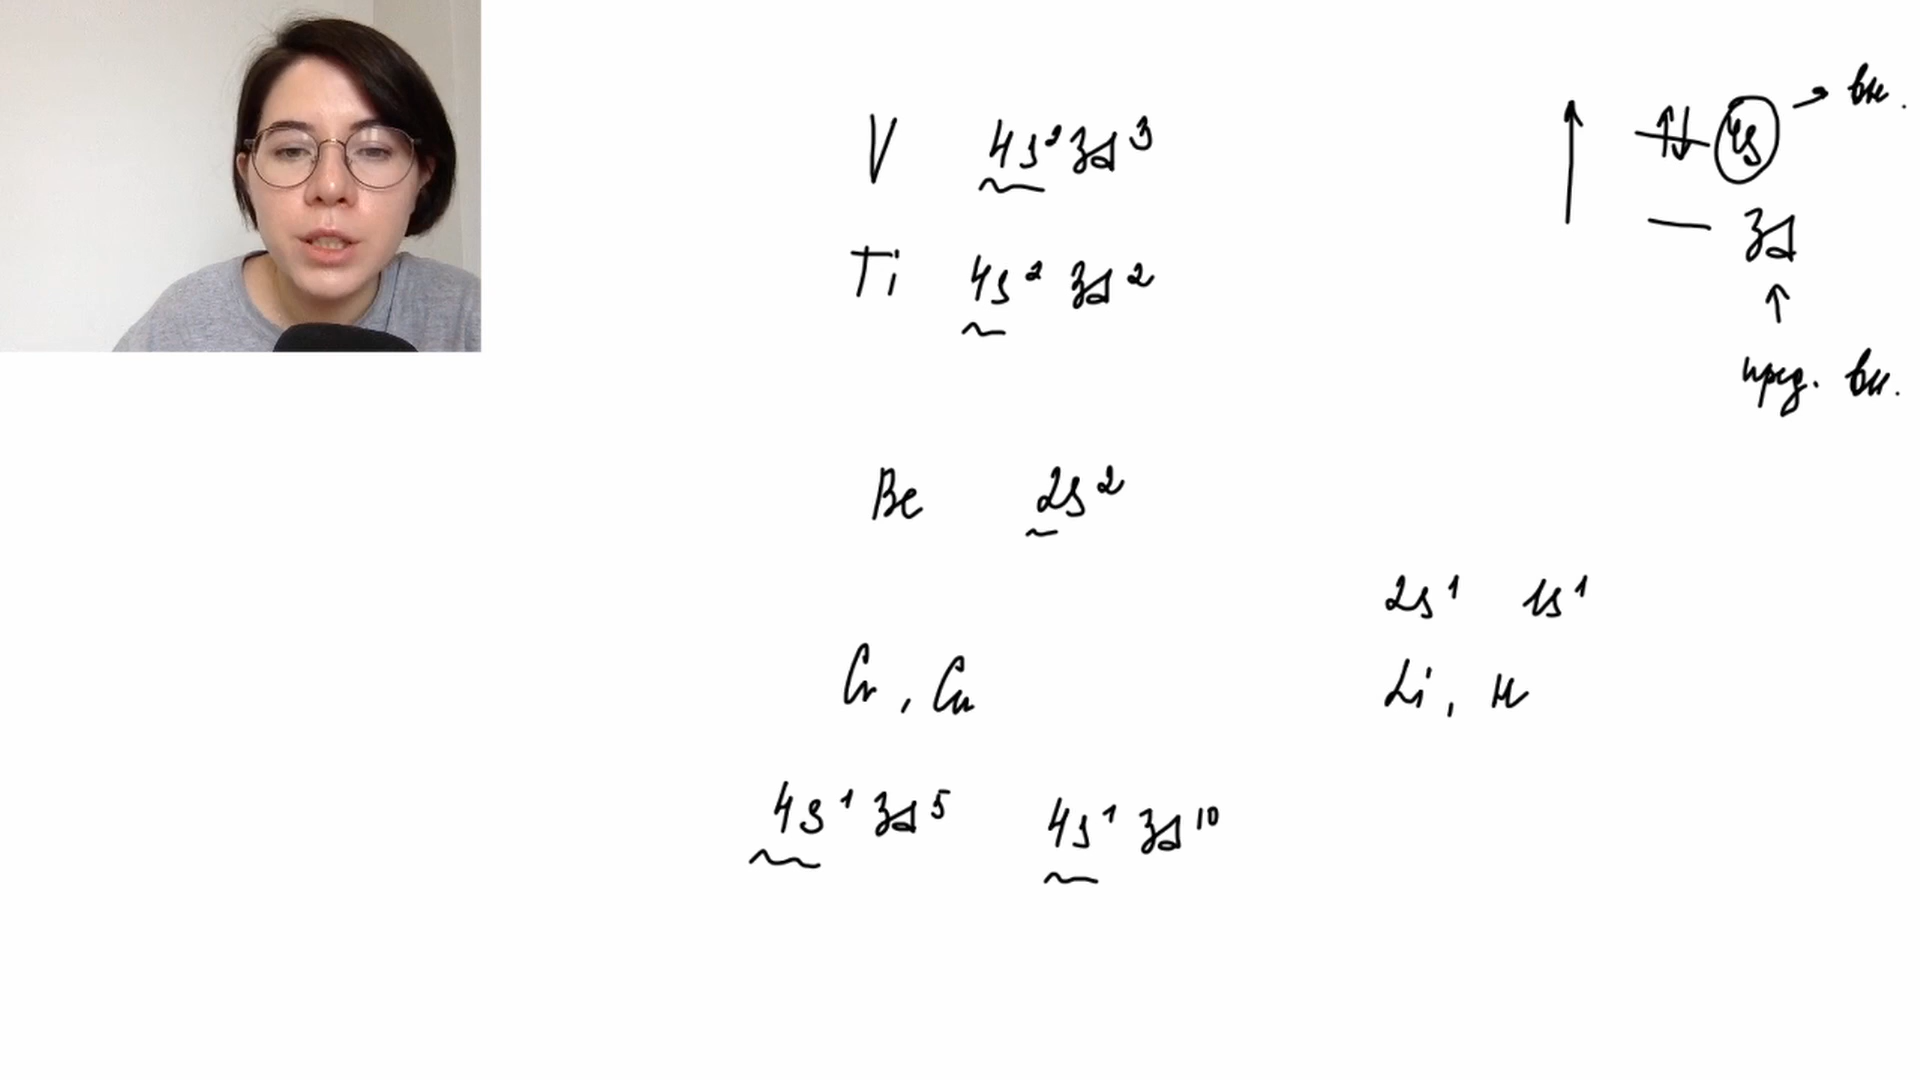 V 4s² 3d³
Ti 4s² 3d²
Be 2s²
Cr, Cu
4s¹ 3d⁵ 4s¹ 3d¹⁰
4s → вн.
3d
пред. вн.
2s¹ 1s¹
Li, H